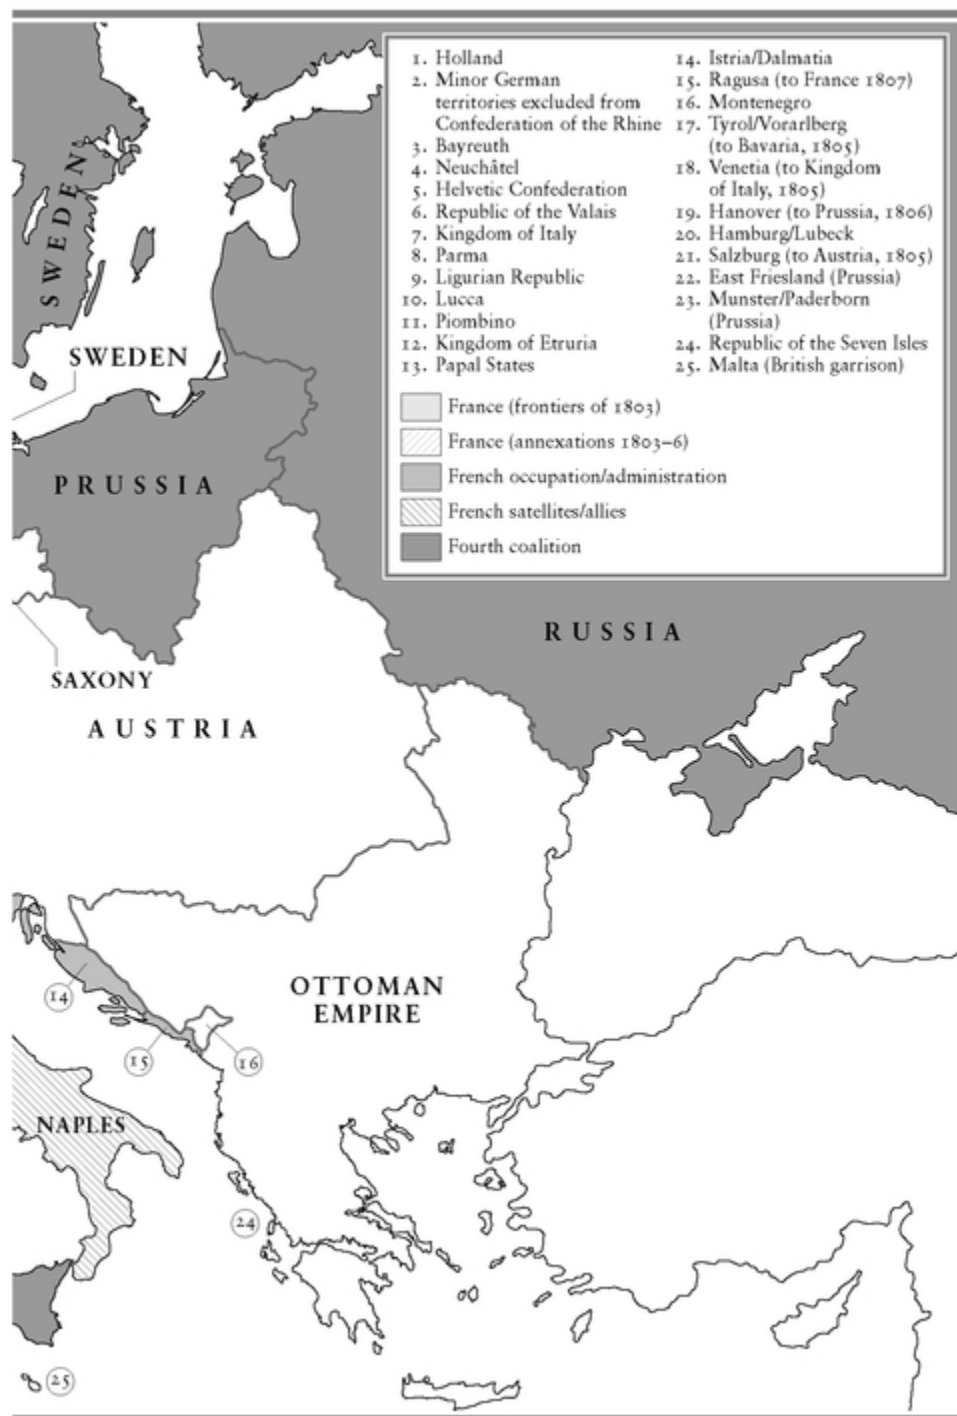 1. Holland
2. Minor German
territories excluded from
Confederation of the Rhine
3. Bayreuth
4. Neuchâtel
5. Helvetic Confederation
6. Republic of the Valais
7. Kingdom of Italy
8. Parma
9. Ligurian Republic
10. Lucca
11. Piombino
12. Kingdom of Etruria
13. Papal States
14. Istria/Dalmatia
15. Ragusa (to France 1807)
16. Montenegro
17. Tyrol/Vorarlberg
(to Bavaria, 1805)
18. Venetia (to Kingdom
of Italy, 1805)
19. Hanover (to Prussia, 1806)
20. Hamburg/Lubeck
21. Salzburg (to Austria, 1805)
22. East Friesland (Prussia)
23. Munster/Paderborn
(Prussia)
24. Republic of the Seven Isles
25. Malta (British garrison)
France (frontiers of 1803)
France (annexations 1803–6)
French occupation/administration
French satellites/allies
Fourth coalition
SWEDEN
SWEDEN
PRUSSIA
RUSSIA
SAXONY
AUSTRIA
OTTOMAN
EMPIRE
14
15
16
NAPLES
24
25